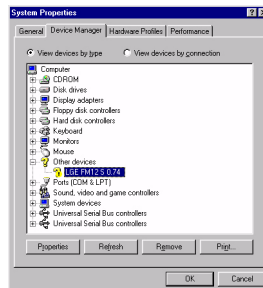 System Properties
General Device Manager Hardware Profiles Performance
View devices by type View devices by connection
Computer
CDROM
Disk drives
Display adapters
Floppy disk controllers
Hard disk controllers
Keyboard
Monitors
Mouse
Other devices
LGE FM12 S 0.74
Ports (COM & LPT)
Sound, video and game controllers
System devices
Universal Serial Bus controllers
Universal Serial Bus controllers
Properties Refresh Remove Print...
OK Cancel